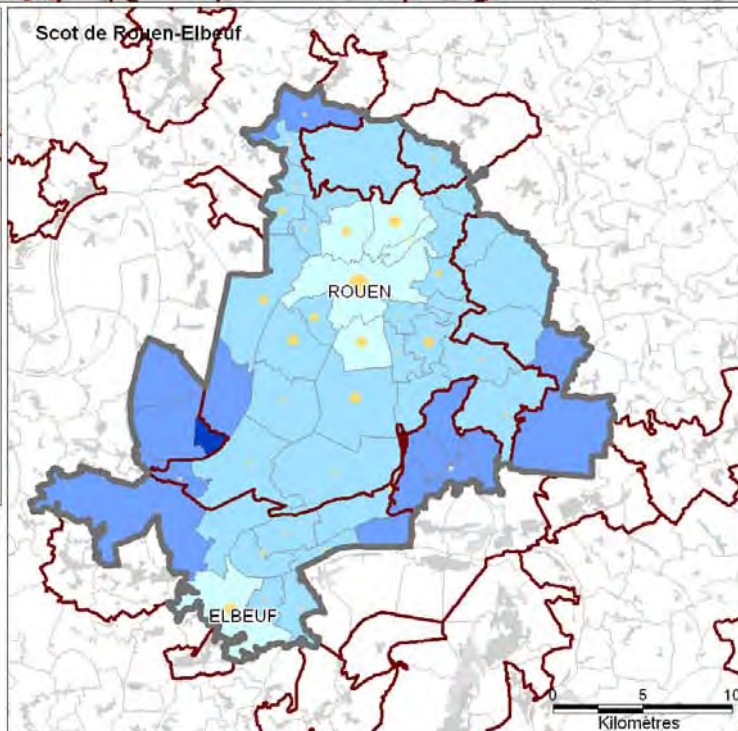 Scot de Rouen-Elbeuf
ROUEN
ELBEUF
0 5 10
Kilomètres